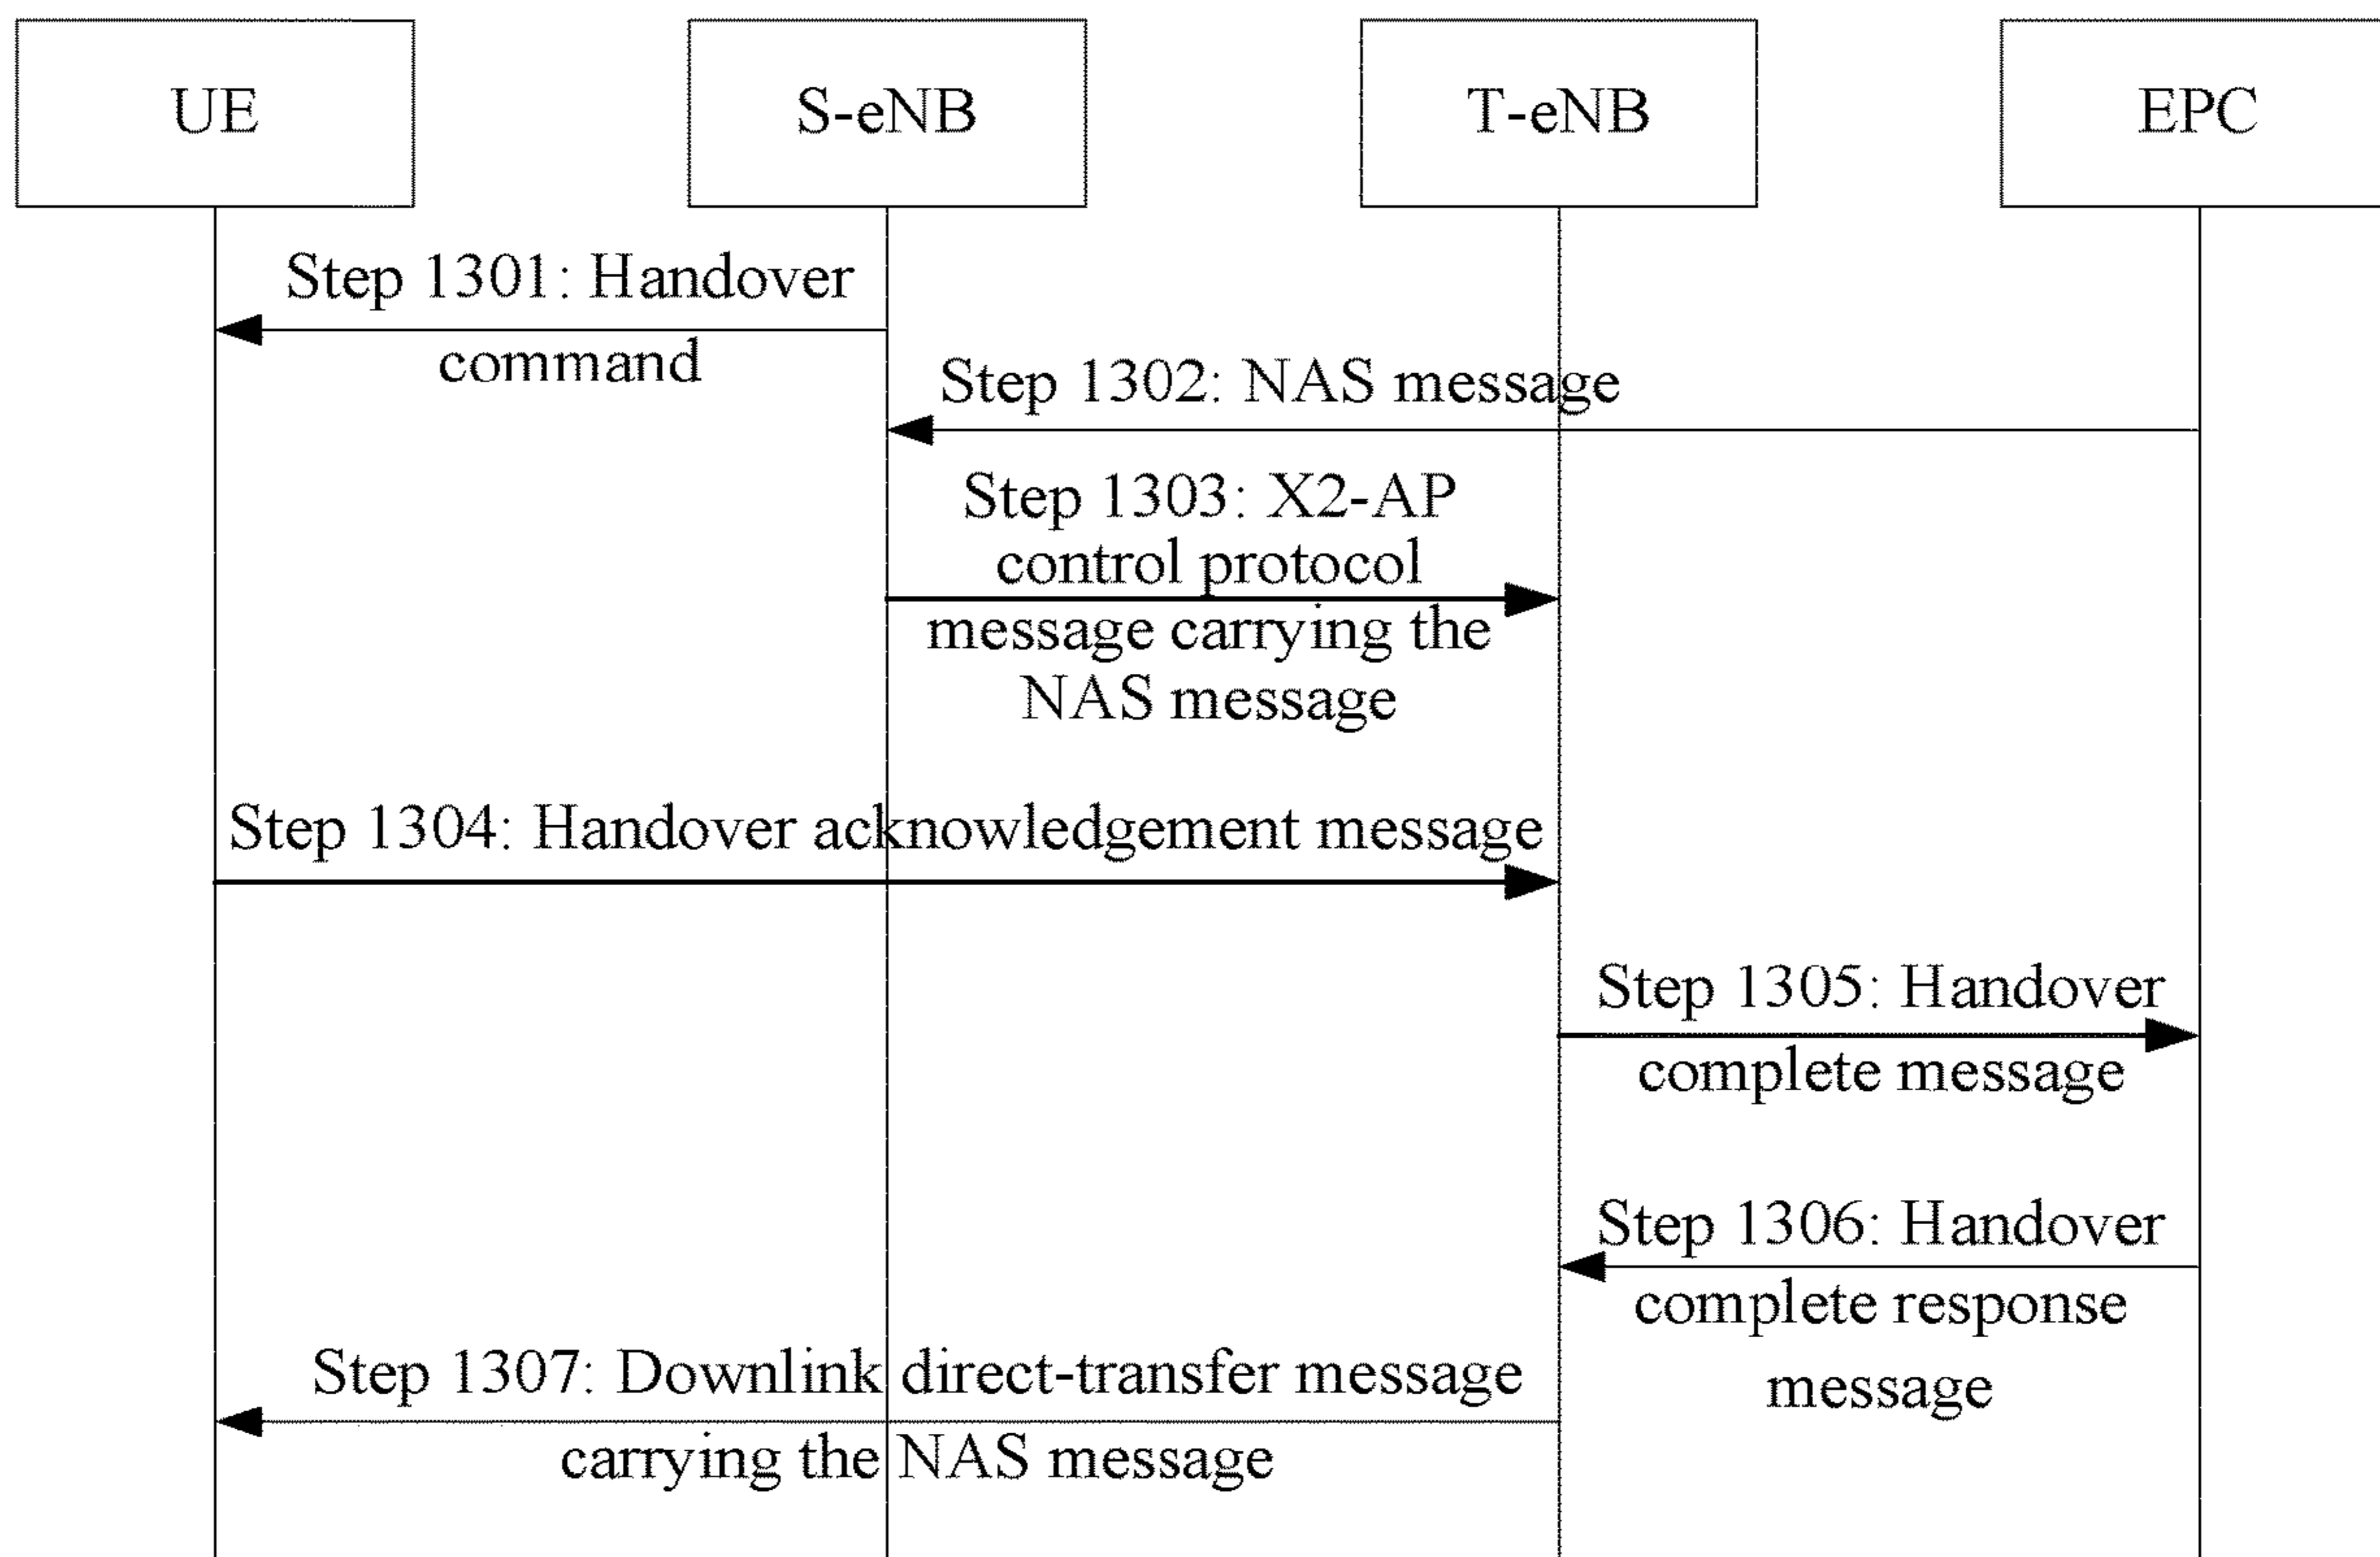 UE
S-eNB
T-eNB
EPC
Step 1301: Handover
command
Step 1302: NAS message
Step 1303: X2-AP
control protocol
message carrying the
NAS message
Step 1304: Handover acknowledgement message
Step 1305: Handover
complete message
Step 1306: Handover
complete response
message
Step 1307: Downlink direct-transfer message
carrying the NAS message